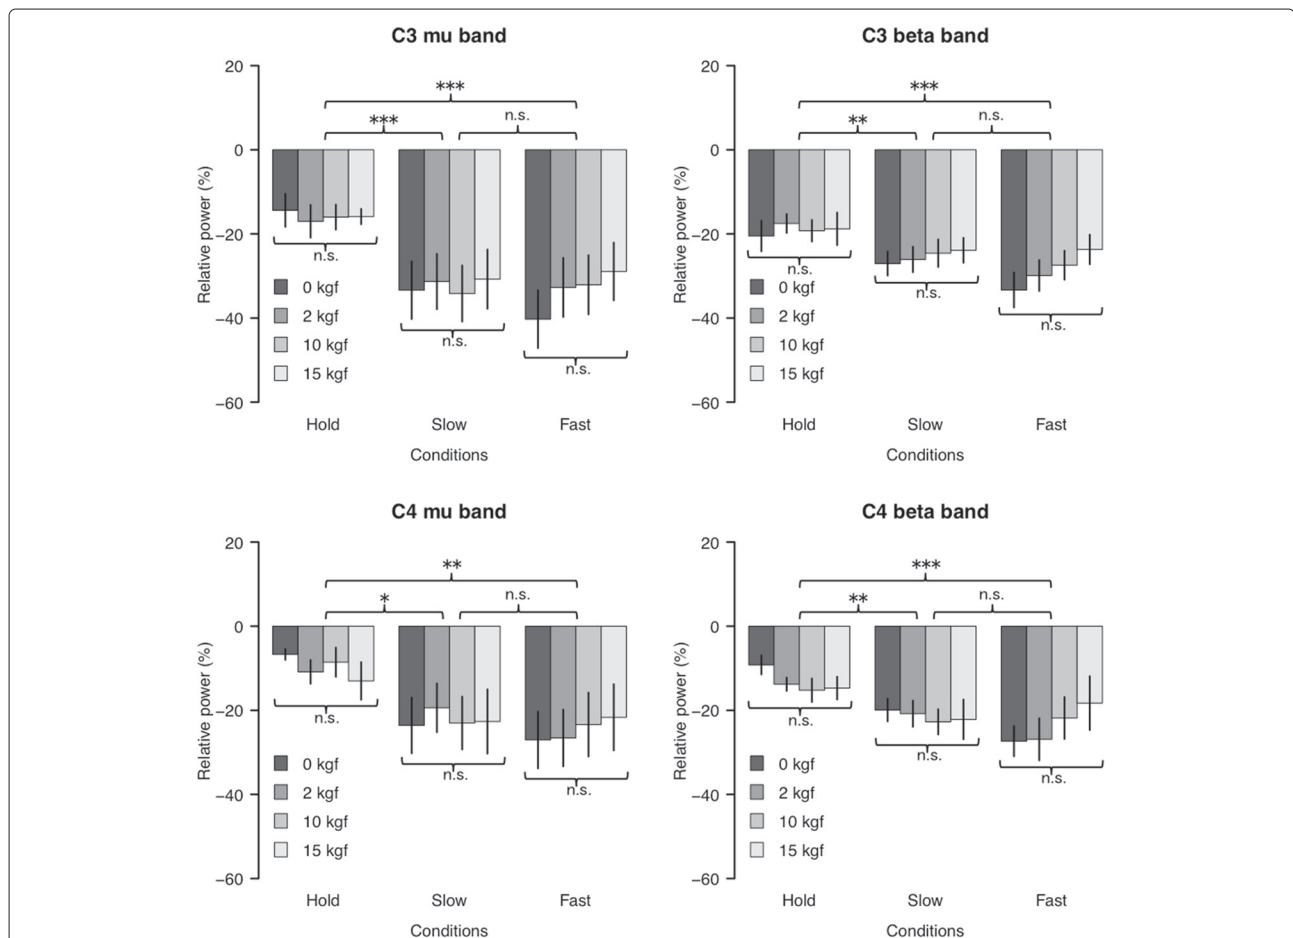 C3 mu band
20
0
−20
−40
−60
Relative power (%)
***
***
n.s.
n.s.
n.s.
n.s.
0 kgf
2 kgf
10 kgf
15 kgf
Hold
Slow
Fast
Conditions
C3 beta band
20
0
−20
−40
−60
Relative power (%)
***
**
n.s.
n.s.
n.s.
n.s.
0 kgf
2 kgf
10 kgf
15 kgf
Hold
Slow
Fast
Conditions
C4 mu band
20
0
−20
−40
−60
Relative power (%)
**
*
n.s.
n.s.
n.s.
n.s.
0 kgf
2 kgf
10 kgf
15 kgf
Hold
Slow
Fast
Conditions
C4 beta band
20
0
−20
−40
−60
Relative power (%)
***
**
n.s.
n.s.
n.s.
n.s.
0 kgf
2 kgf
10 kgf
15 kgf
Hold
Slow
Fast
Conditions